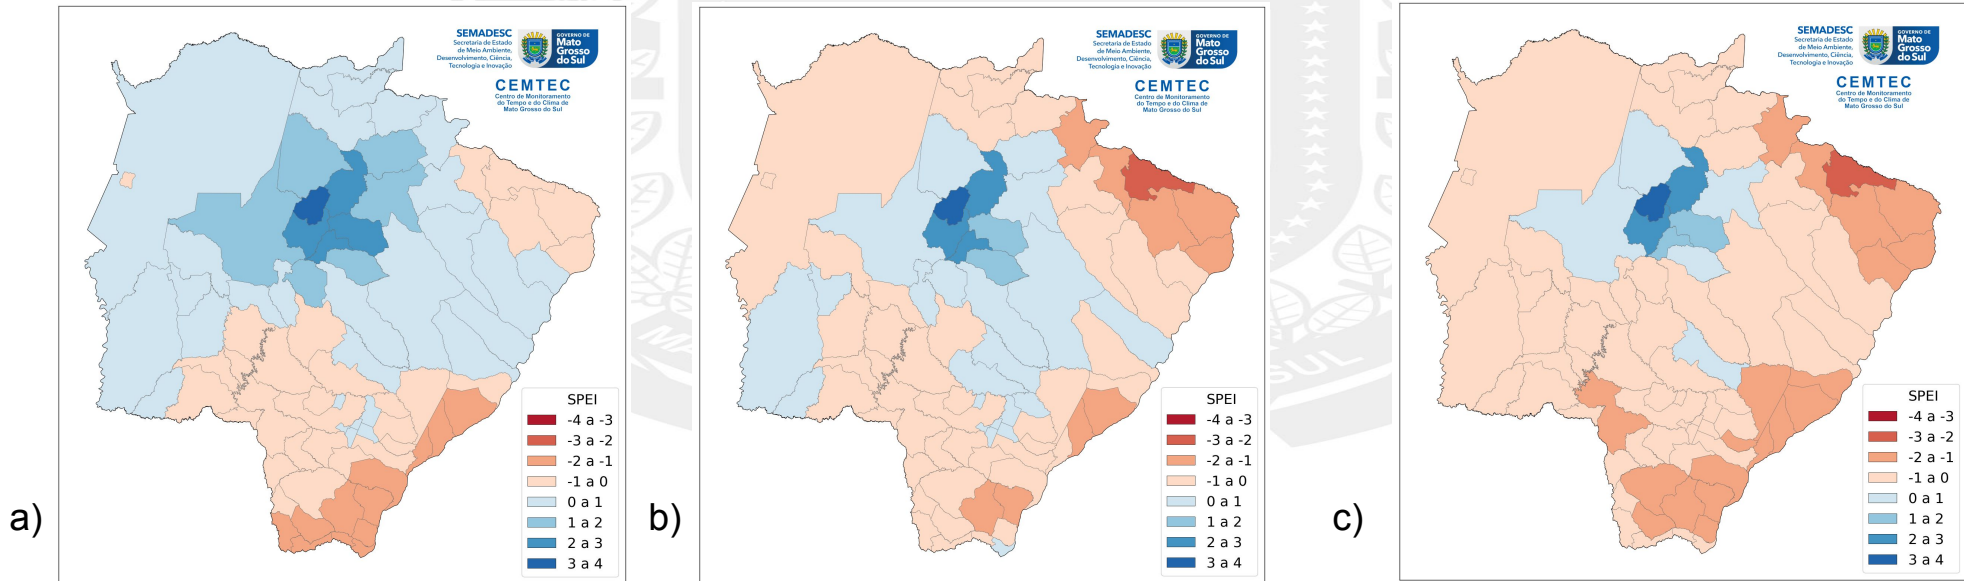 SEMADESC
Secretaria de Estado
de Meio Ambiente,
Desenvolvimento, Ciência,
Tecnologia e Inovação
GOVERNO DE
Mato
Grosso
do Sul
CEMTEC
Centro de Monitoramento
do Tempo e do Clima de
Mato Grosso do Sul
SPEI
-4 a -3
-3 a -2
-2 a -1
-1 a 0
0 a 1
1 a 2
2 a 3
3 a 4
a)
SEMADESC
Secretaria de Estado
de Meio Ambiente,
Desenvolvimento, Ciência,
Tecnologia e Inovação
GOVERNO DE
Mato
Grosso
do Sul
CEMTEC
Centro de Monitoramento
do Tempo e do Clima de
Mato Grosso do Sul
SPEI
-4 a -3
-3 a -2
-2 a -1
-1 a 0
0 a 1
1 a 2
2 a 3
3 a 4
b)
SEMADESC
Secretaria de Estado
de Meio Ambiente,
Desenvolvimento, Ciência,
Tecnologia e Inovação
GOVERNO DE
Mato
Grosso
do Sul
CEMTEC
Centro de Monitoramento
do Tempo e do Clima de
Mato Grosso do Sul
SPEI
-4 a -3
-3 a -2
-2 a -1
-1 a 0
0 a 1
1 a 2
2 a 3
3 a 4
c)